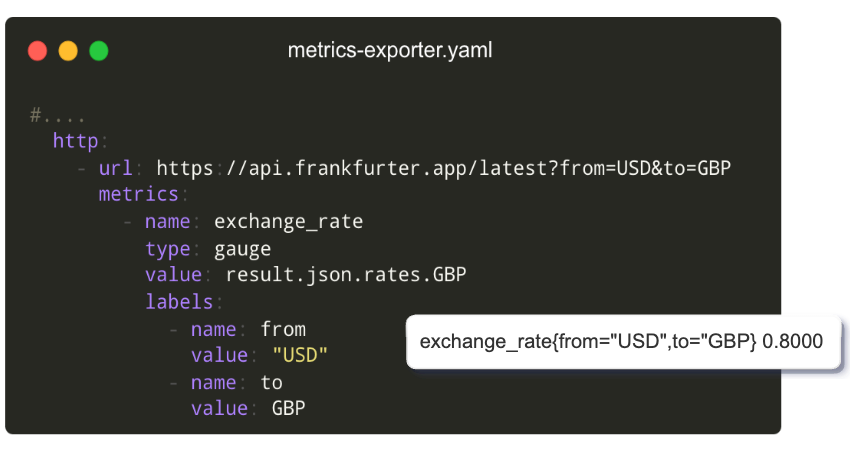 metrics-exporter.yaml
#....
http:
- url: https://api.frankfurter.app/latest?from=USD&to=GBP
metrics:
- name: exchange_rate
type: gauge
value: result.json.rates.GBP
labels:
- name: from
value: "USD"
- name: to
value: GBP
exchange_rate{from="USD",to="GBP} 0.8000